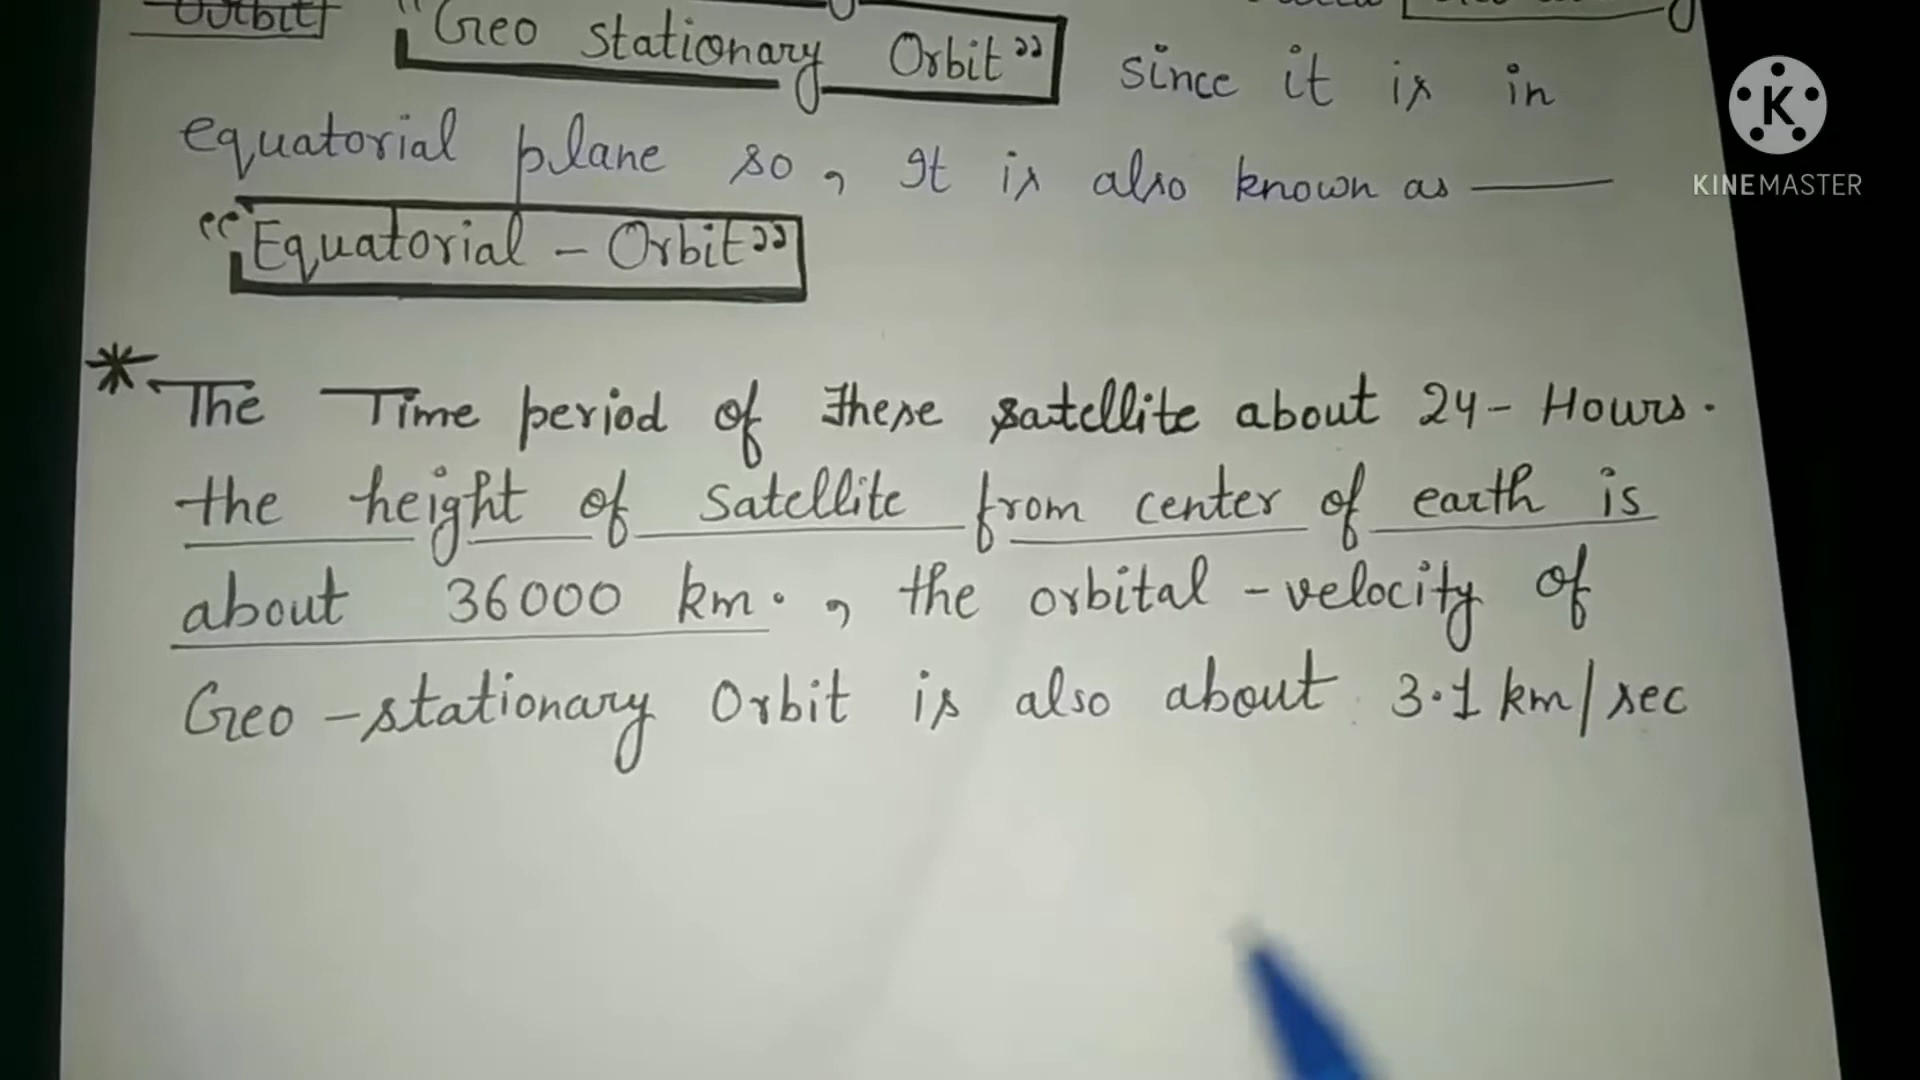 Orbit
"Geo stationary Orbit" since it is in
equatorial plane so, It is also known as —
"Equatorial - Orbit"
* The Time period of these satellite about 24- Hours.
the height of satellite from center of earth is
about 36000 km., the orbital -velocity of
Geo -stationary Orbit is also about 3.1 km/sec
K
KINEMASTER